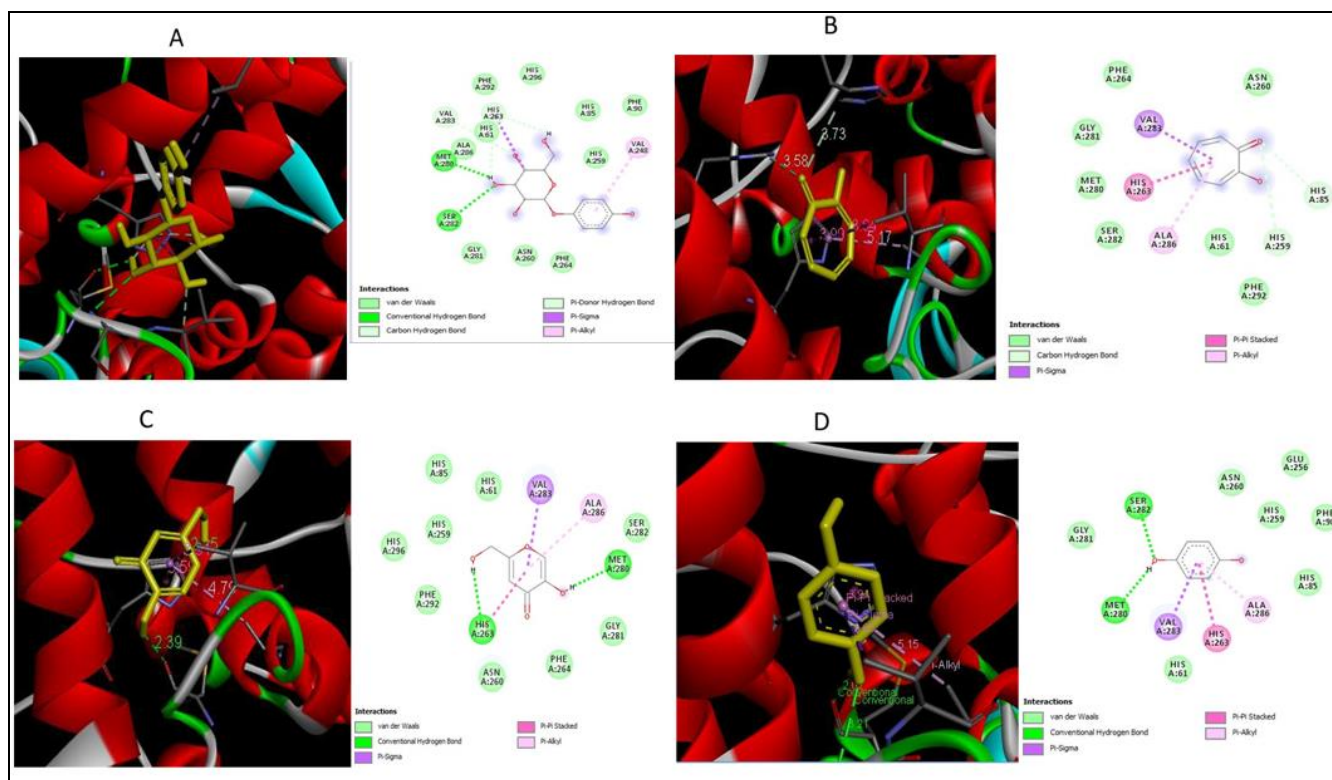 A
HIS
A:296
PHE
A:292
HIS
A:263
HIS
A:85
PHE
A:90
VAL
A:283
HIS
A:61
ALA
A:286
MET
A:280
HIS
A:259
VAL
A:248
SER
A:282
GLY
A:281
ASN
A:260
PHE
A:264
H
H
Interactions
van der Waals
Conventional Hydrogen Bond
Carbon Hydrogen Bond
Pi-Donor Hydrogen Bond
Pi-Sigma
Pi-Alkyl
B
3.73
3.58
5.17
PHE
A:264
ASN
A:260
VAL
A:283
GLY
A:281
MET
A:280
HIS
A:263
HIS
A:85
SER
A:282
ALA
A:286
HIS
A:61
HIS
A:259
PHE
A:292
Interactions
van der Waals
Carbon Hydrogen Bond
Pi-Sigma
Pi-Pi Stacked
Pi-Alkyl
C
4.79
2.39
HIS
A:85
HIS
A:61
VAL
A:283
ALA
A:286
HIS
A:259
SER
A:282
HIS
A:296
MET
A:280
PHE
A:292
HIS
A:263
GLY
A:281
PHE
A:264
ASN
A:260
H
H
Interactions
van der Waals
Conventional Hydrogen Bond
Pi-Sigma
Pi-Pi Stacked
Pi-Alkyl
D
Stacked
5.15
Pi-Alkyl
Conventional
Conventional
GLU
A:256
ASN
A:260
SER
A:282
HIS
A:259
GLY
A:281
HIS
A:85
MET
A:280
VAL
A:283
HIS
A:263
ALA
A:286
HIS
A:61
H
Interactions
van der Waals
Conventional Hydrogen Bond
Pi-Sigma
Pi-Pi Stacked
Pi-Alkyl